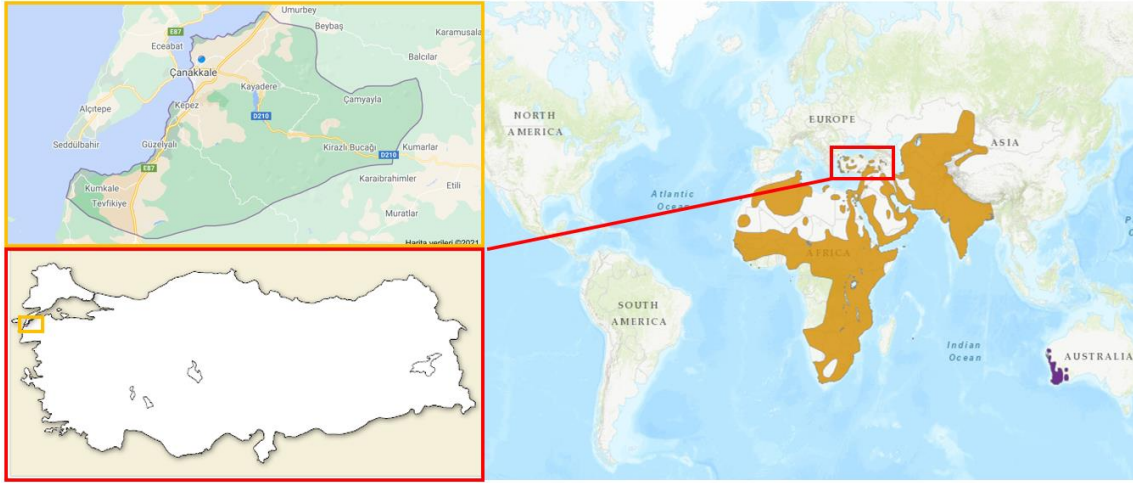 Umurbey
Beybaş
E87
Karamusala
Eceabat
Balcılar
Çanakkale
Kayadere
Çamyayla
Alçıtepe
Kepez
D210
Seddülbahir
Güzelyalı
Kirazlı Bucağı
Kumarlar
D210
E87
Karaibrahimler
Kumkale
Etili
Tevfikiye
Muratlar
Harita verileri ©2021
NORTH
AMERICA
EUROPE
ASIA
Atlantic
Ocean
AFRICA
SOUTH
AMERICA
Indian
Ocean
AUSTRALIA